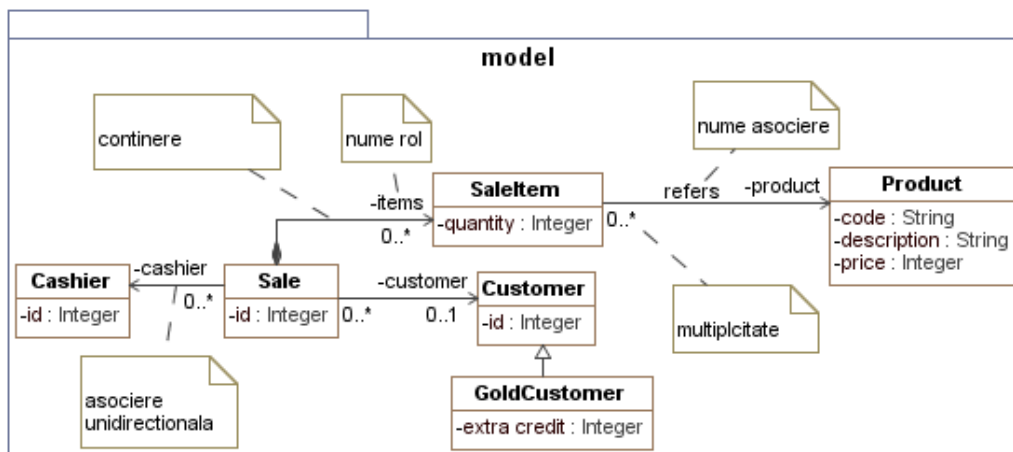 model
continere
nume rol
nume asociere
SaleItem
-quantity : Integer
-items
0..*
refers
-product
0..*
Product
-code : String
-description : String
-price : Integer
Cashier
-id : Integer
-cashier
0..*
Sale
-id : Integer
-customer
0..*
0..1
Customer
-id : Integer
multiplcitate
asociere
unidirectionala
GoldCustomer
-extra credit : Integer